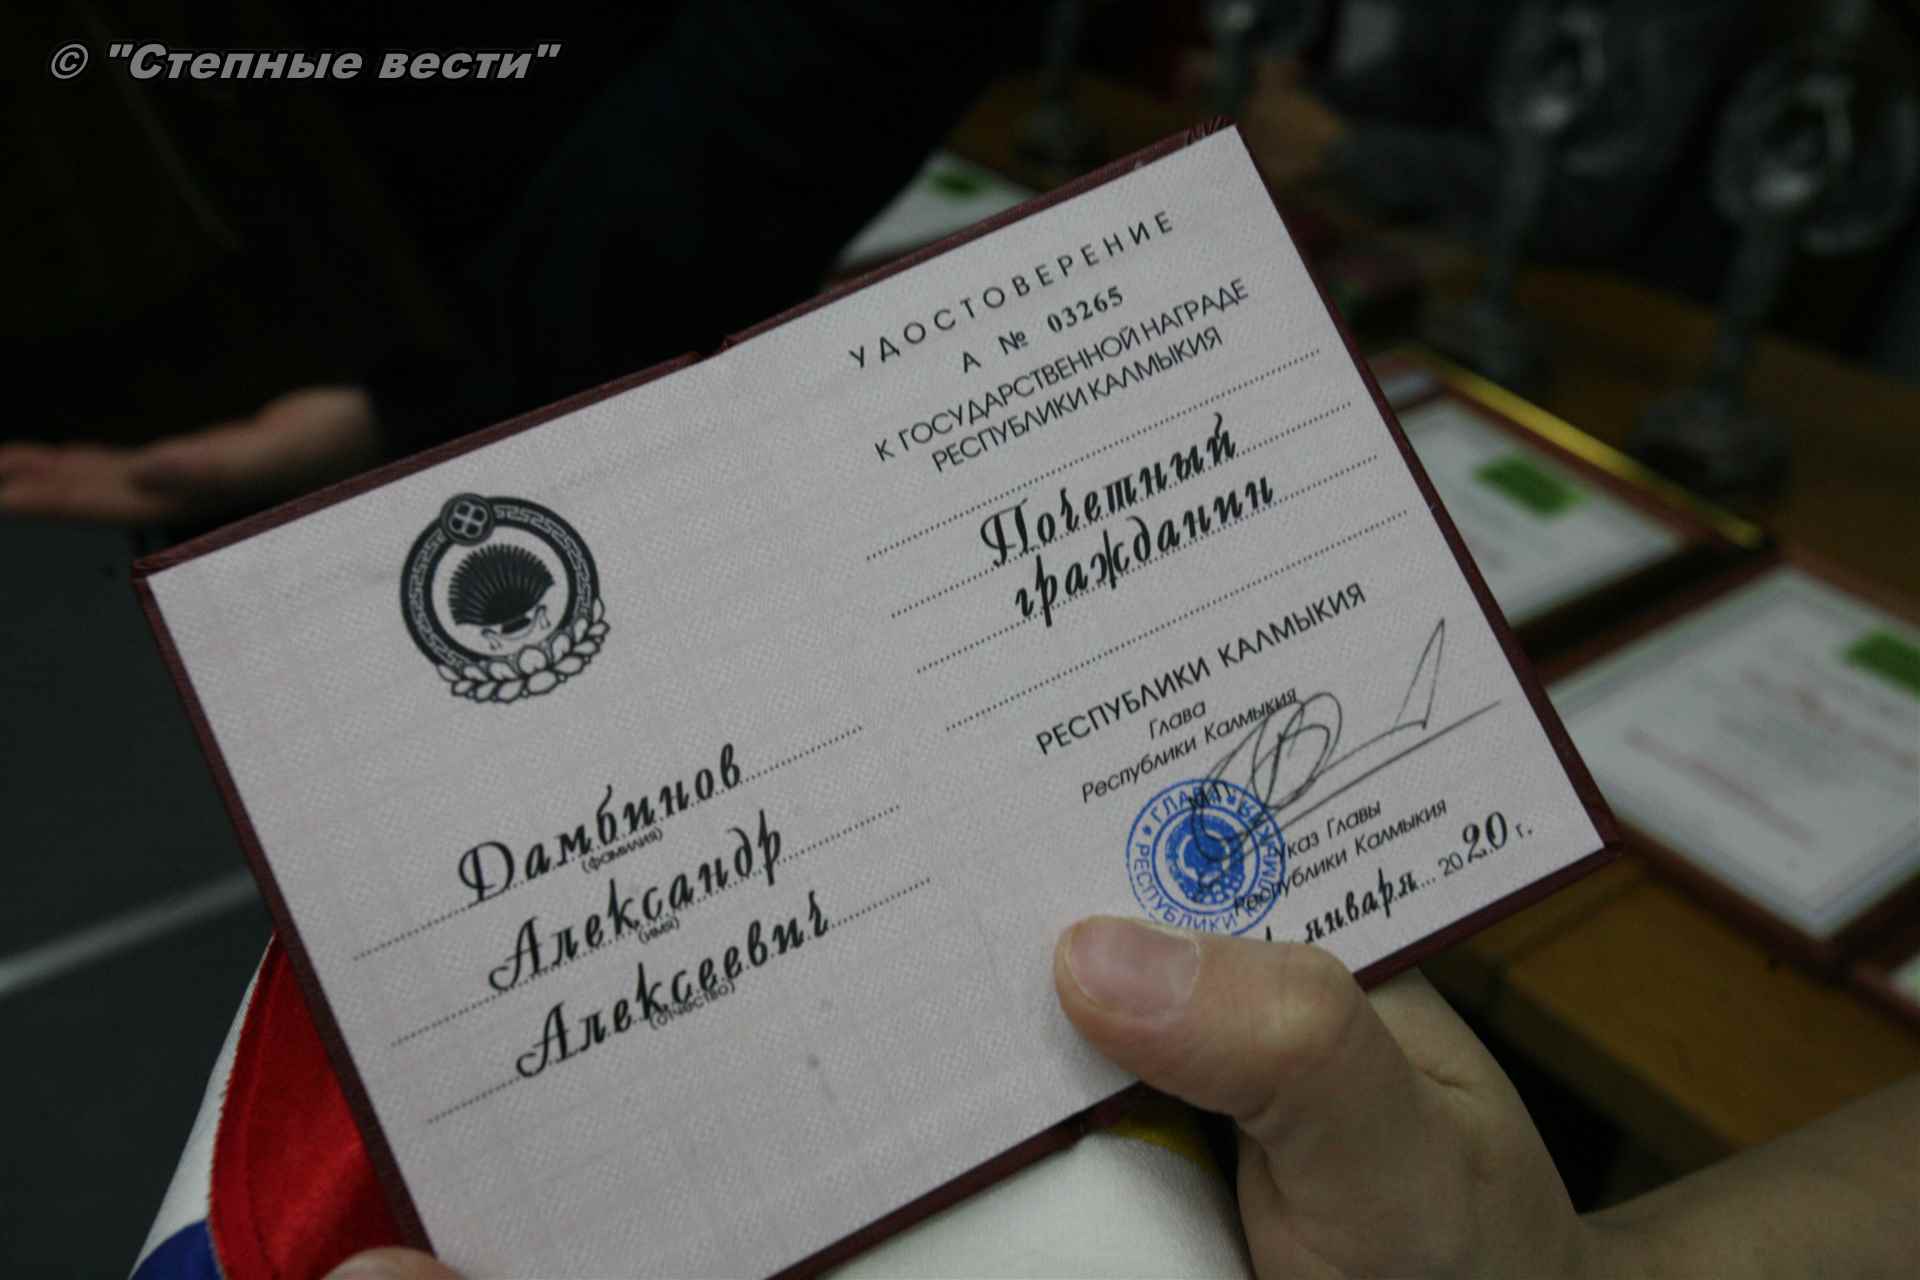 © "Степные вести"
УДОСТОВЕРЕНИЕ
А № 03265
К ГОСУДАРСТВЕННОЙ НАГРАДЕ
РЕСПУБЛИКИ КАЛМЫКИЯ
Почетный
гражданин
РЕСПУБЛИКИ КАЛМЫКИЯ
Глава
Республики Калмыкия
М.П.
ГЛАВА
РЕСПУБЛИКИ КАЛМЫКИЯ
Указ Главы
Республики Калмыкия
января 2020 г.
Дамбинов
(фамилия)
Александр
(имя)
Алексеевич
(отчество)